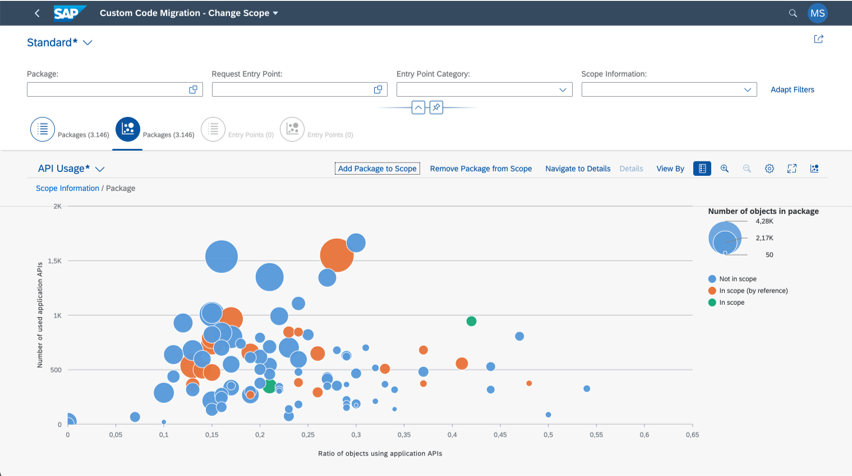 SAP Custom Code Migration - Change Scope MS
Standard*
Package: Request Entry Point: Entry Point Category: Scope Information:
Adapt Filters
Packages (3.146) Packages (3.146) Entry Points (0) Entry Points (0)
API Usage* Add Package to Scope Remove Package from Scope Navigate to Details Details View By
Scope Information / Package
Number of objects in package
4,28K
2,17K
50
Not in scope
In scope (by reference)
In scope
Number of used application APIs
2K
1,5K
1K
500
0
0 0,05 0,1 0,15 0,2 0,25 0,3 0,35 0,4 0,45 0,5 0,55 0,6 0,65
Ratio of objects using application APIs